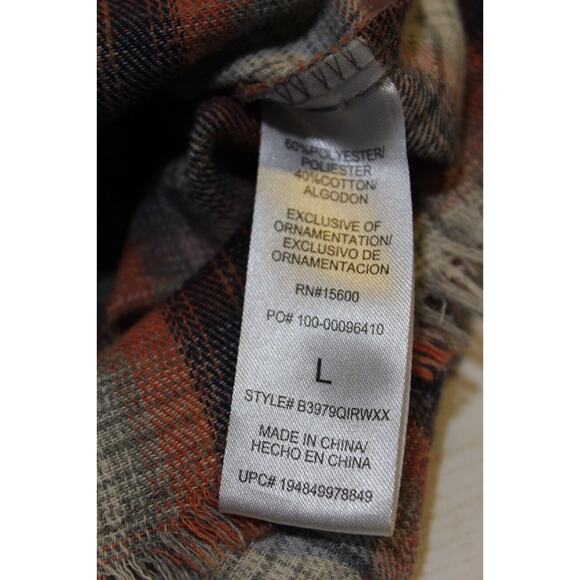 60%POLYESTER/
POLIESTER
40%COTTON/
ALGODON
EXCLUSIVE OF
ORNAMENTATION/
EXCLUSIVO DE
ORNAMENTACION
RN#15600
PO# 100-00096410
L
STYLE# B3979QIRWXX
MADE IN CHINA/
HECHO EN CHINA
UPC# 194849978849